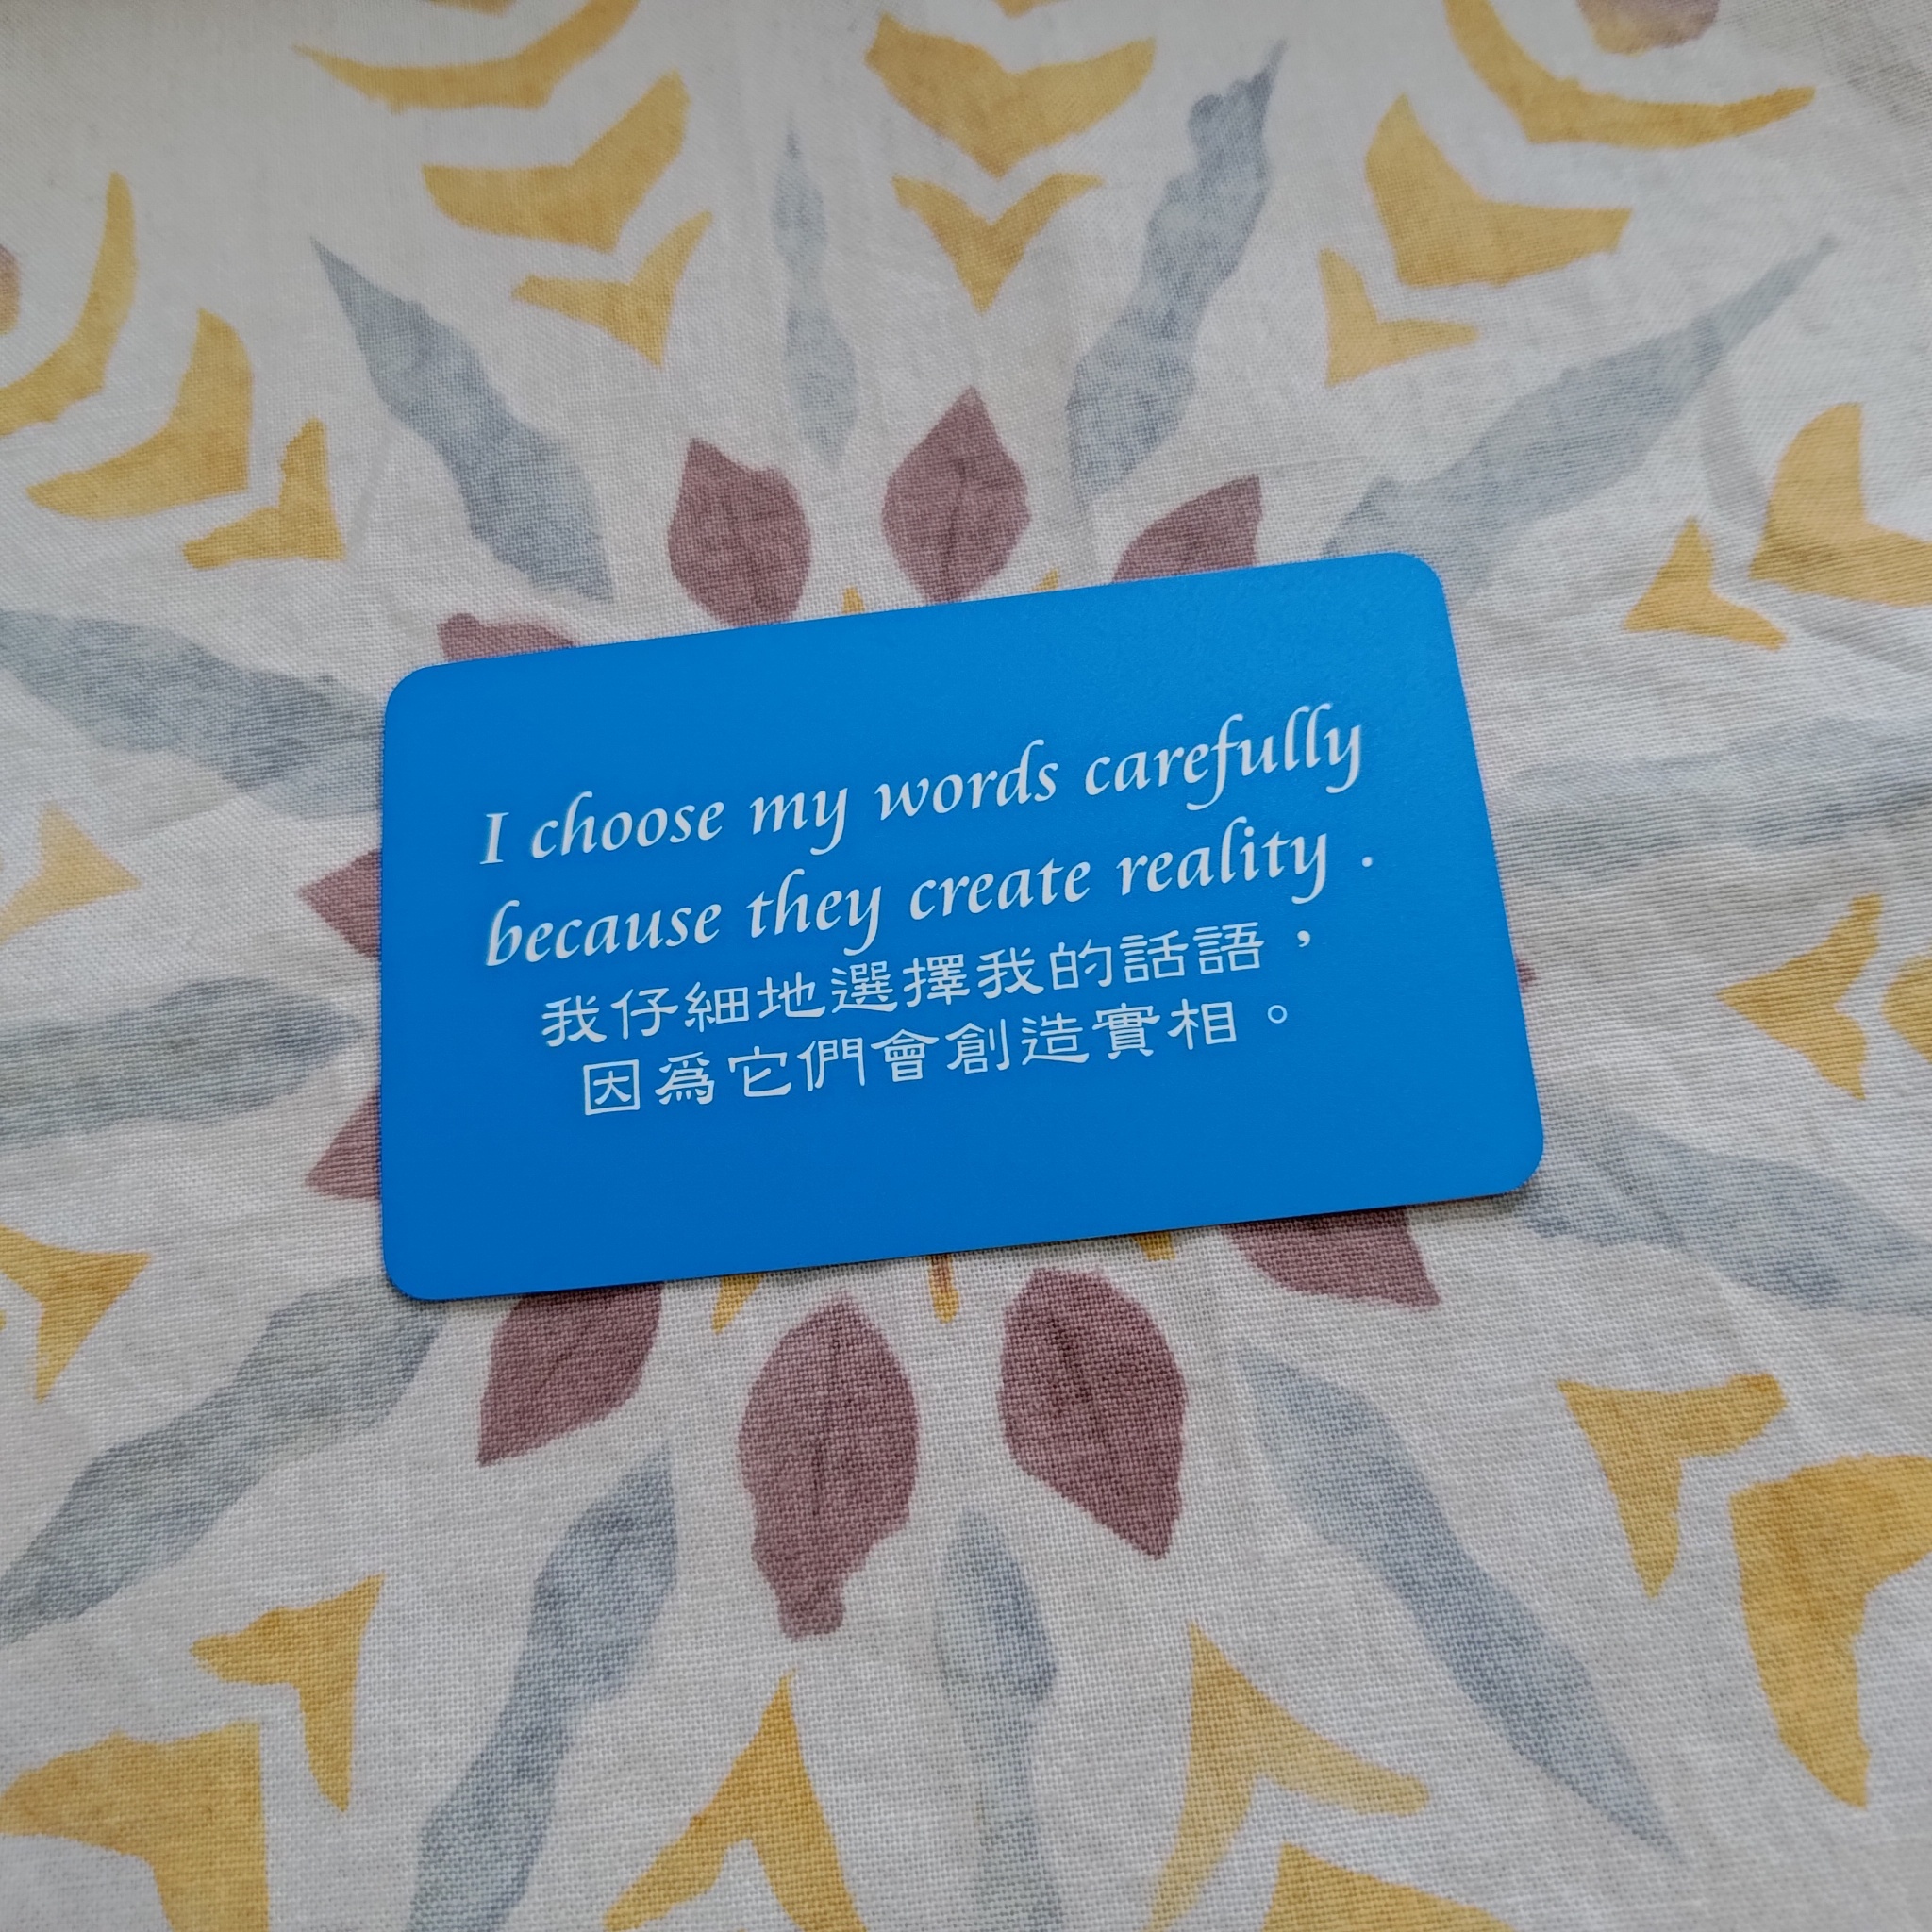 I choose my words carefully
because they create reality .
我仔細地選擇我的話語，
因爲它們會創造實相。